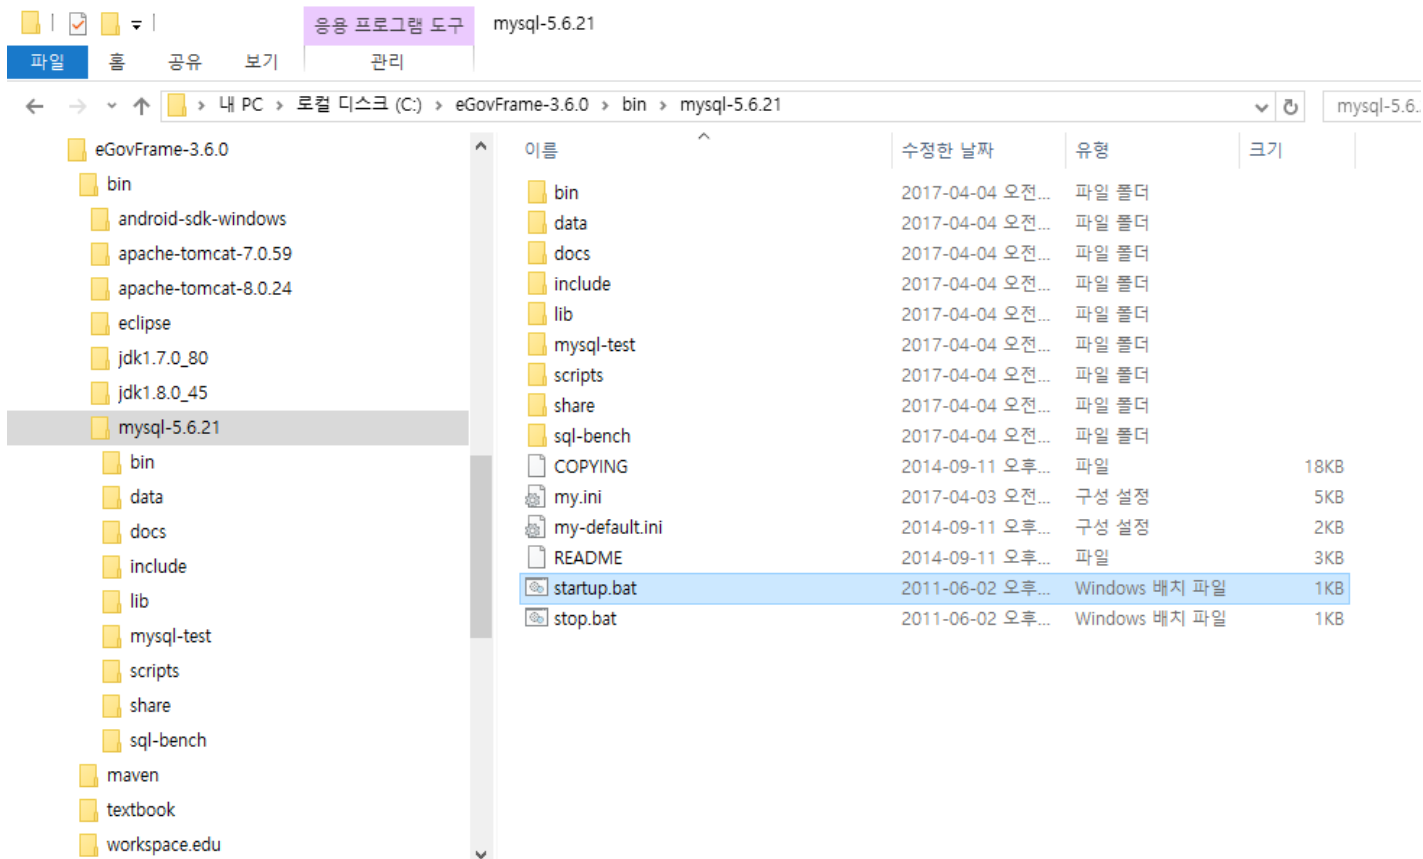 응용 프로그램 도구 mysql-5.6.21
파일 홈 공유 보기 관리
› 내 PC › 로컬 디스크 (C:) › eGovFrame-3.6.0 › bin › mysql-5.6.21 mysql-5.6...
eGovFrame-3.6.0
bin
android-sdk-windows
apache-tomcat-7.0.59
apache-tomcat-8.0.24
eclipse
jdk1.7.0_80
jdk1.8.0_45
mysql-5.6.21
bin
data
docs
include
lib
mysql-test
scripts
share
sql-bench
maven
textbook
workspace.edu
이름 수정한 날짜 유형 크기
bin 2017-04-04 오전... 파일 폴더
data 2017-04-04 오전... 파일 폴더
docs 2017-04-04 오전... 파일 폴더
include 2017-04-04 오전... 파일 폴더
lib 2017-04-04 오전... 파일 폴더
mysql-test 2017-04-04 오전... 파일 폴더
scripts 2017-04-04 오전... 파일 폴더
share 2017-04-04 오전... 파일 폴더
sql-bench 2017-04-04 오전... 파일 폴더
COPYING 2014-09-11 오후... 파일 18KB
my.ini 2017-04-03 오전... 구성 설정 5KB
my-default.ini 2014-09-11 오후... 구성 설정 2KB
README 2014-09-11 오후... 파일 3KB
startup.bat 2011-06-02 오후... Windows 배치 파일 1KB
stop.bat 2011-06-02 오후... Windows 배치 파일 1KB